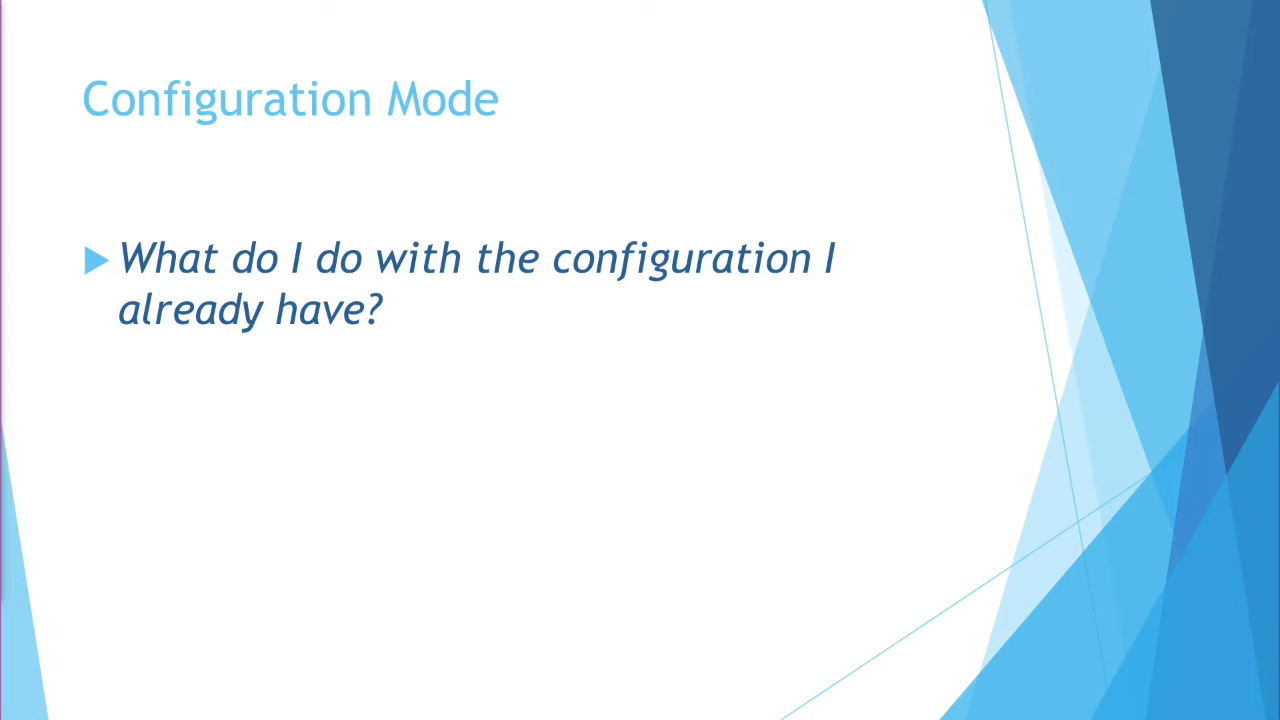 Configuration Mode
What do I do with the configuration I
already have?